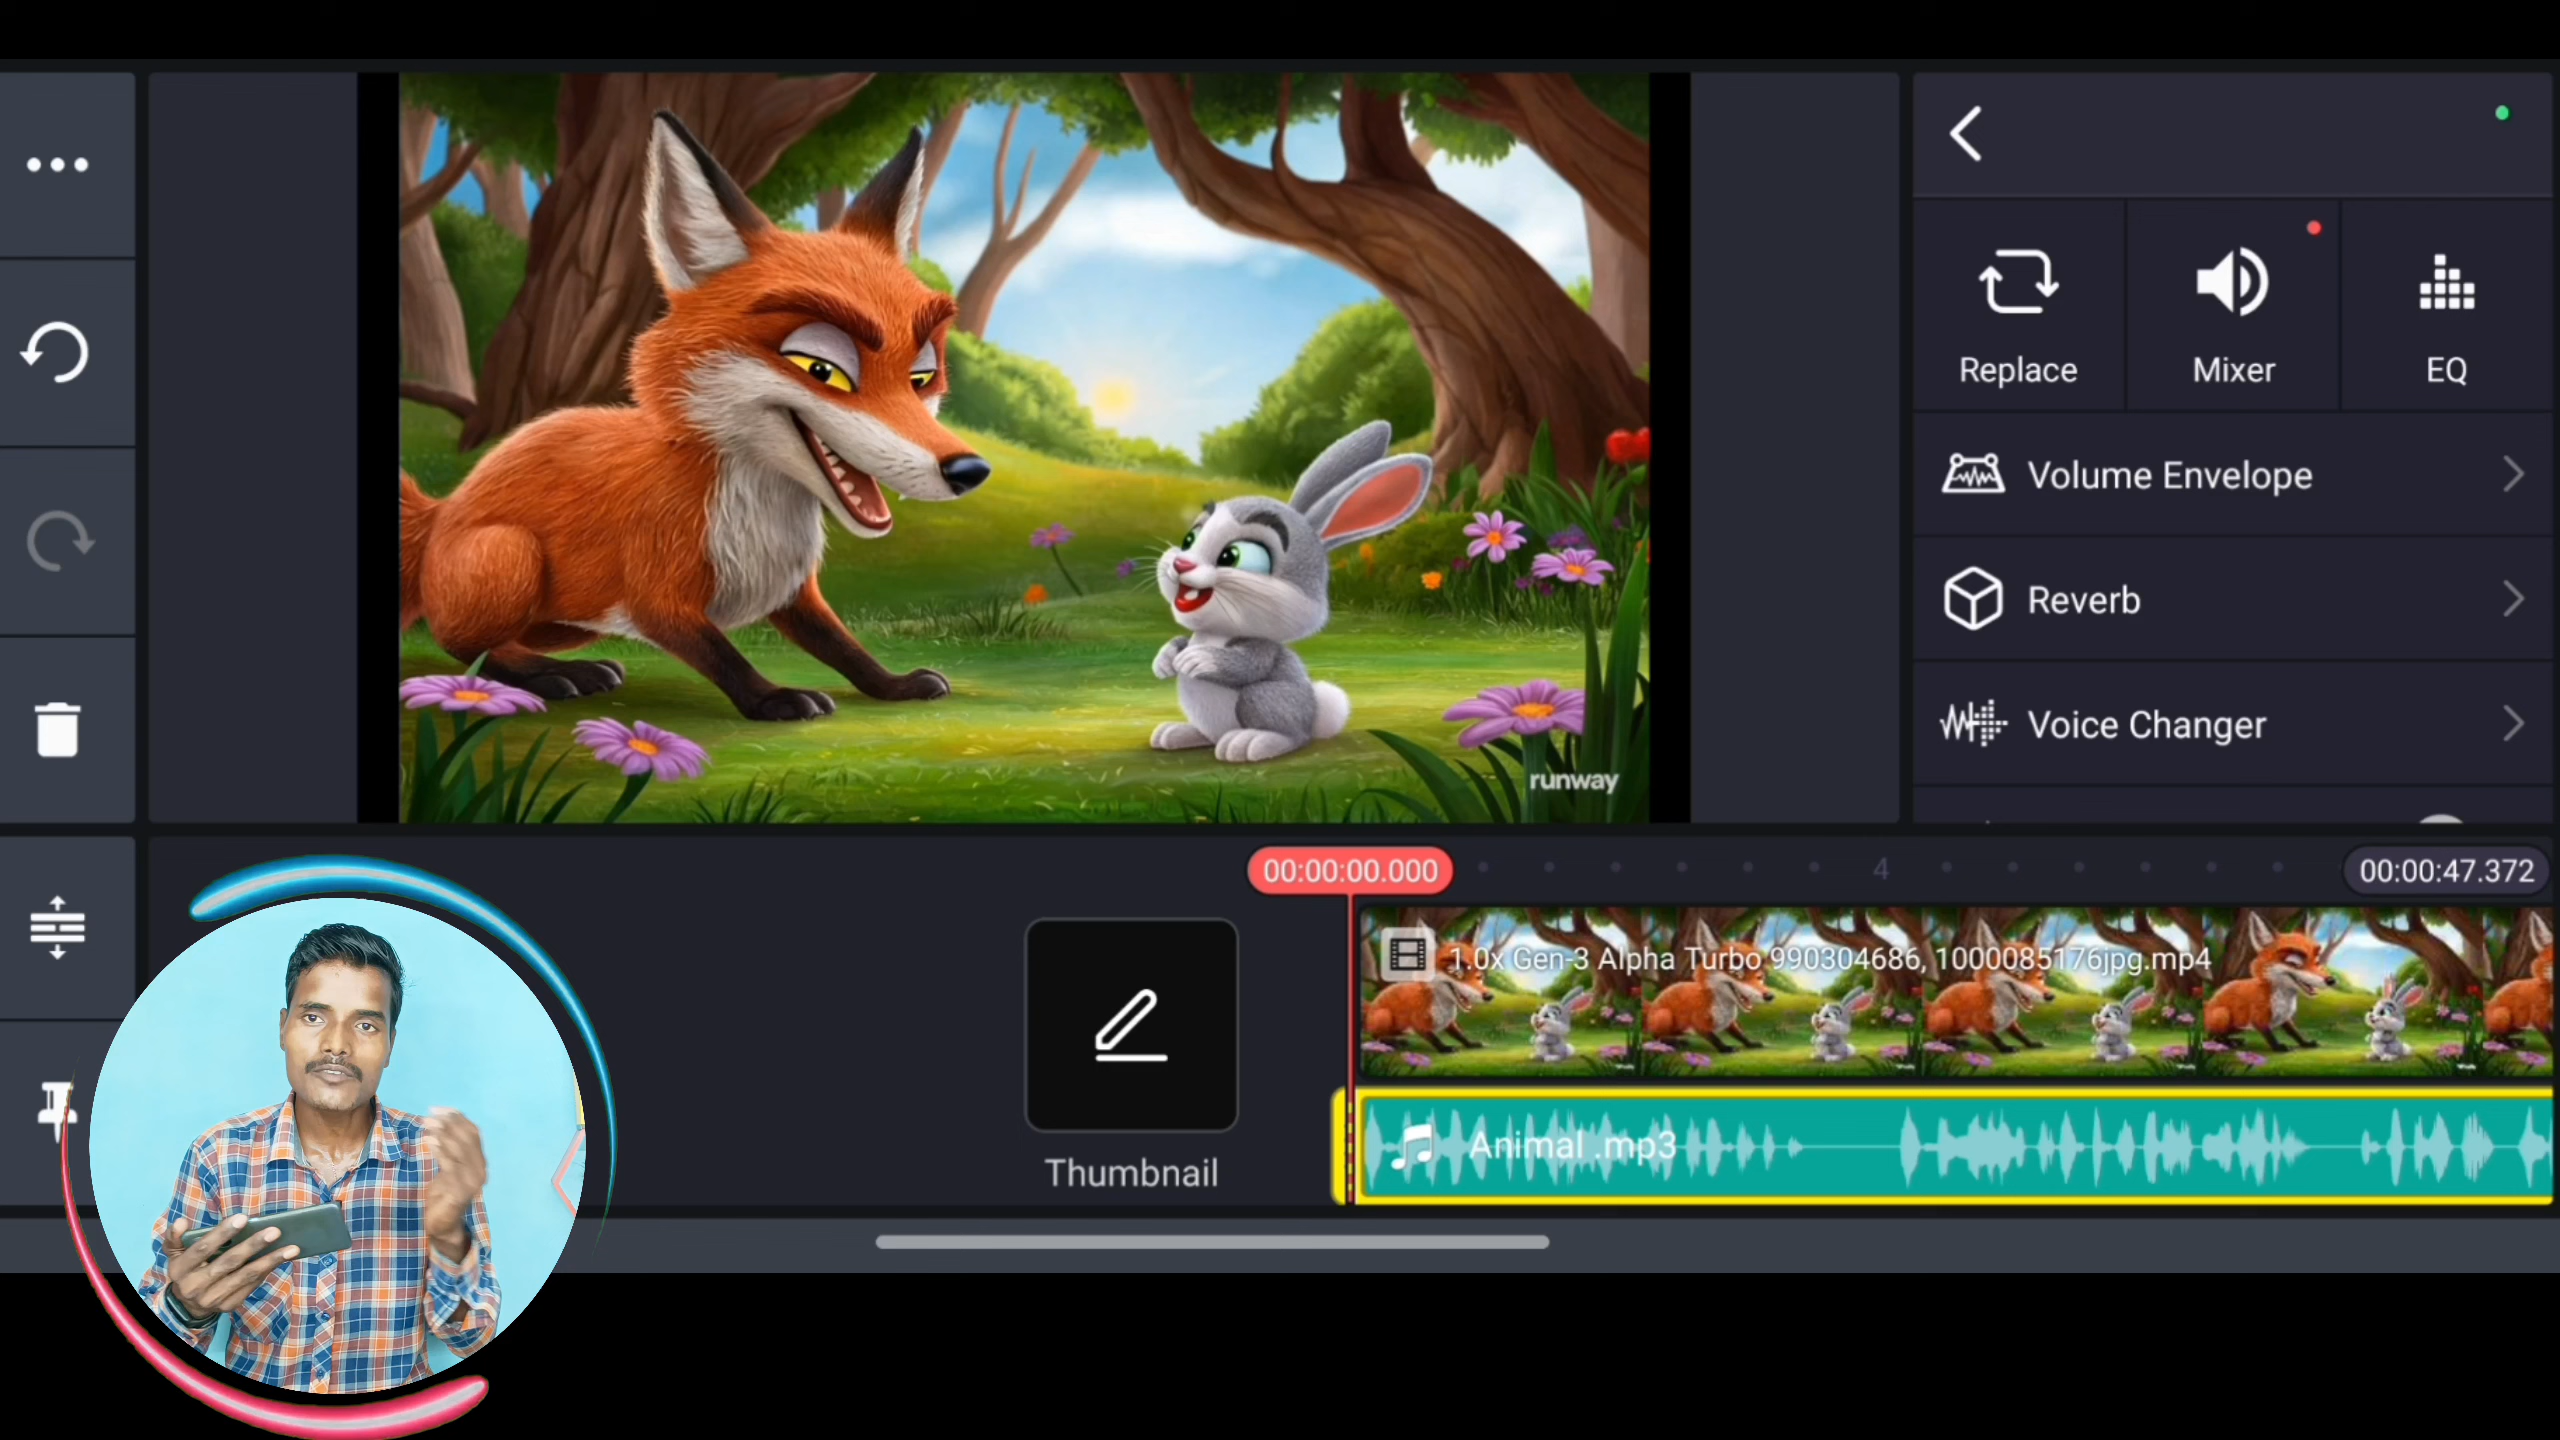 runway
Replace
Mixer
EQ
Volume Envelope
Reverb
Voice Changer
00:00:00.000
4
00:00:47.372
1.0x Gen-3 Alpha Turbo 990304686, 1000085176jpg.mp4
Animal .mp3
Thumbnail